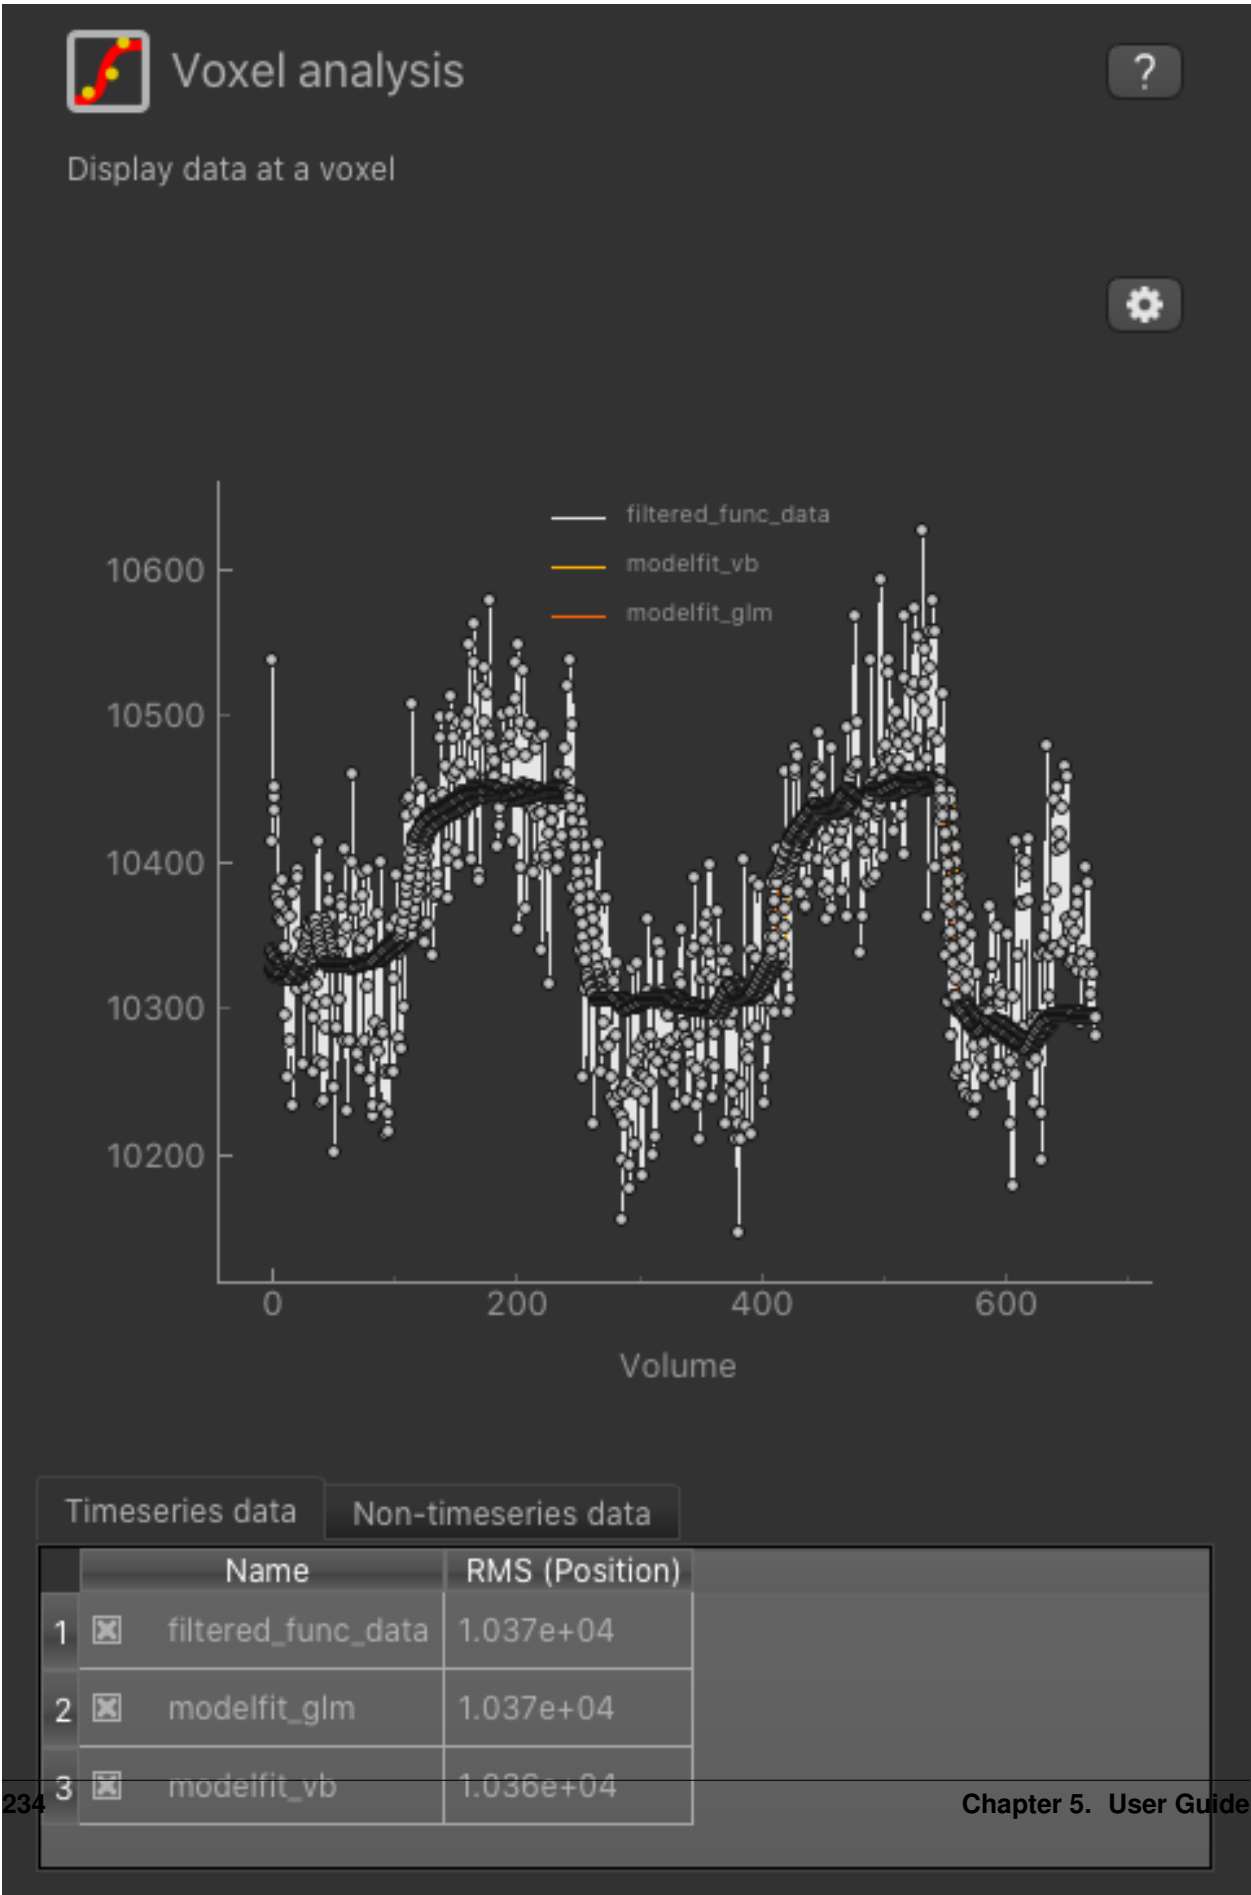 Voxel analysis
?
Display data at a voxel
filtered_func_data
modelfit_vb
modelfit_glm
10600
10500
10400
10300
10200
0 200 400 600
Volume
Timeseries data Non-timeseries data
Name RMS (Position)
1 filtered_func_data 1.037e+04
2 modelfit_glm 1.037e+04
3 modelfit_vb 1.036e+04
234 Chapter 5. User Guide